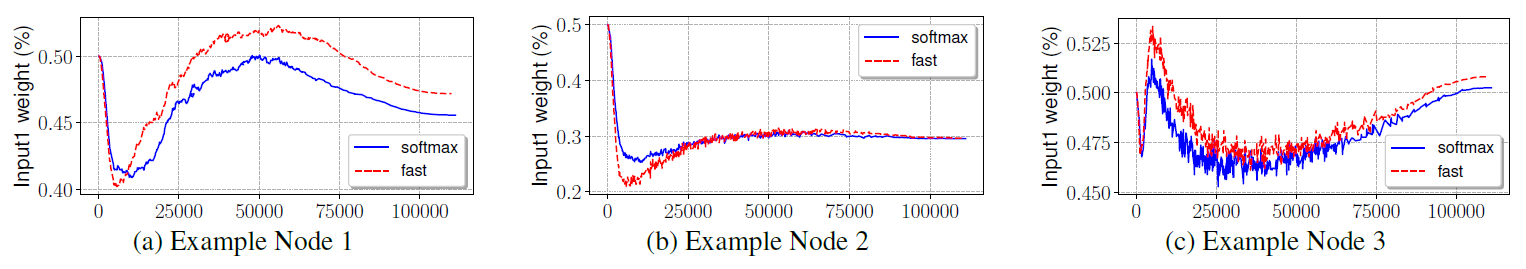 Input1 weight (%)
0.50
0.45
0.40
softmax
fast
0 25000 50000 75000 100000
(a) Example Node 1
Input1 weight (%)
0.5
0.4
0.3
0.2
softmax
fast
0 25000 50000 75000 100000
(b) Example Node 2
Input1 weight (%)
0.525
0.500
0.475
0.450
softmax
fast
0 25000 50000 75000 100000
(c) Example Node 3